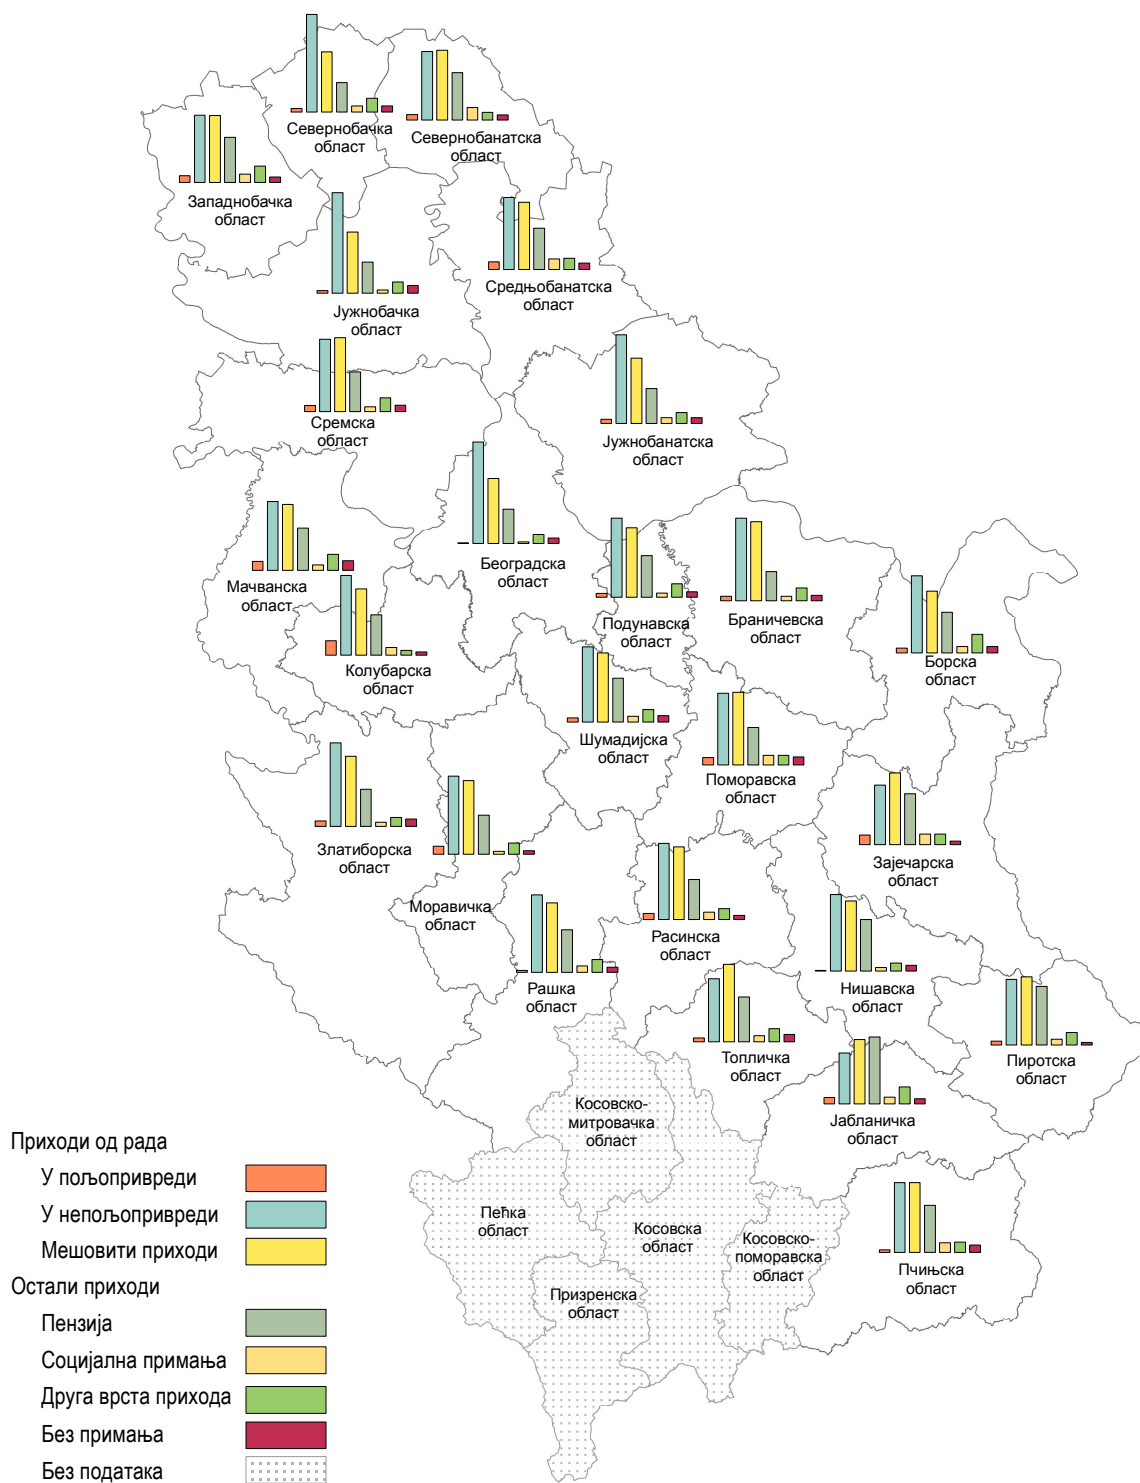 Севернобачка
област
Севернобанатска
област
Западнобачка
област
Јужнобачка
област
Средњобанатска
област
Сремска
област
Јужнобанатска
област
Београдска
област
Мачванска
област
Подунавска
област
Браничевска
област
Колубарска
област
Борска
област
Шумадијска
област
Поморавска
област
Златиборска
област
Зајечарска
област
Моравичка
област
Расинска
област
Рашка
област
Нишавска
област
Топличка
област
Пиротска
област
Јабланичка
област
Косовско-
митровачка
област
Пећка
област
Косовска
област
Косовско-
поморавска
област
Призренска
област
Пчињска
област
Приходи од рада
У пољопривреди
У непољопривреди
Мешовити приходи
Остали приходи
Пензија
Социјална примања
Друга врста прихода
Без примања
Без података